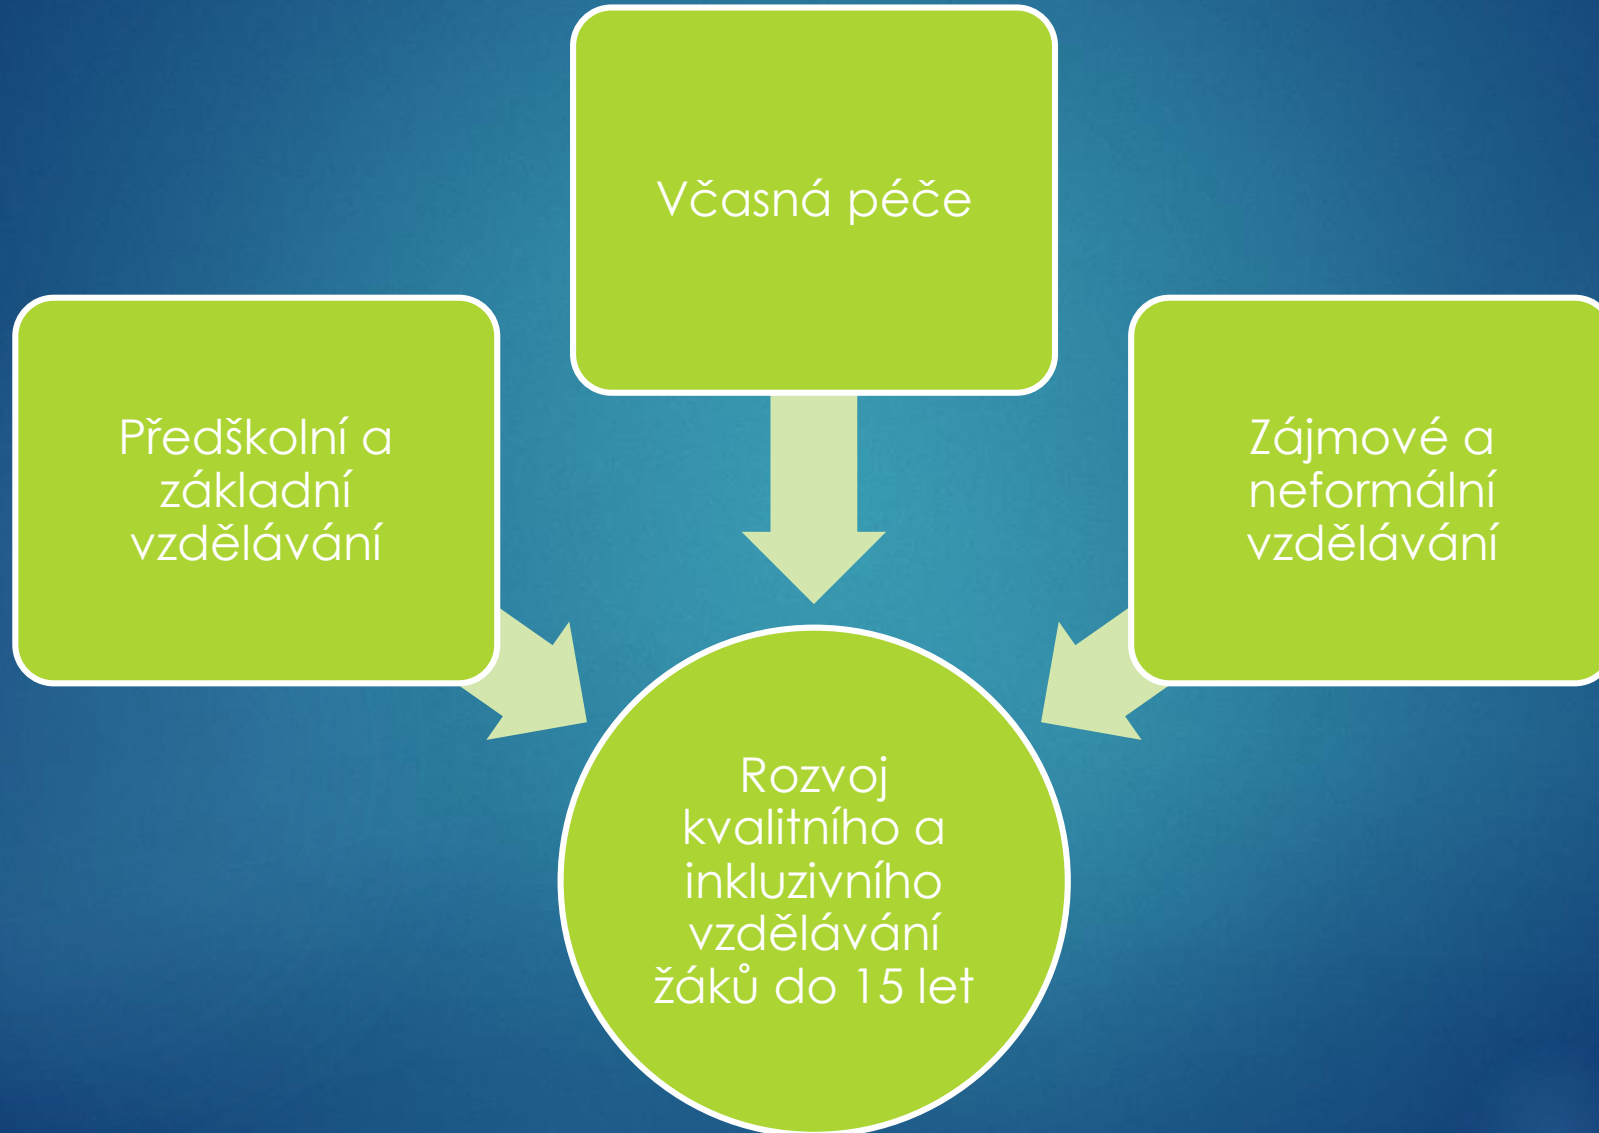 Včasná péče
Předškolní a
základní
vzdělávání
Zájmové a
neformální
vzdělávání
Rozvoj
kvalitního a
inkluzivního
vzdělávání
žáků do 15 let